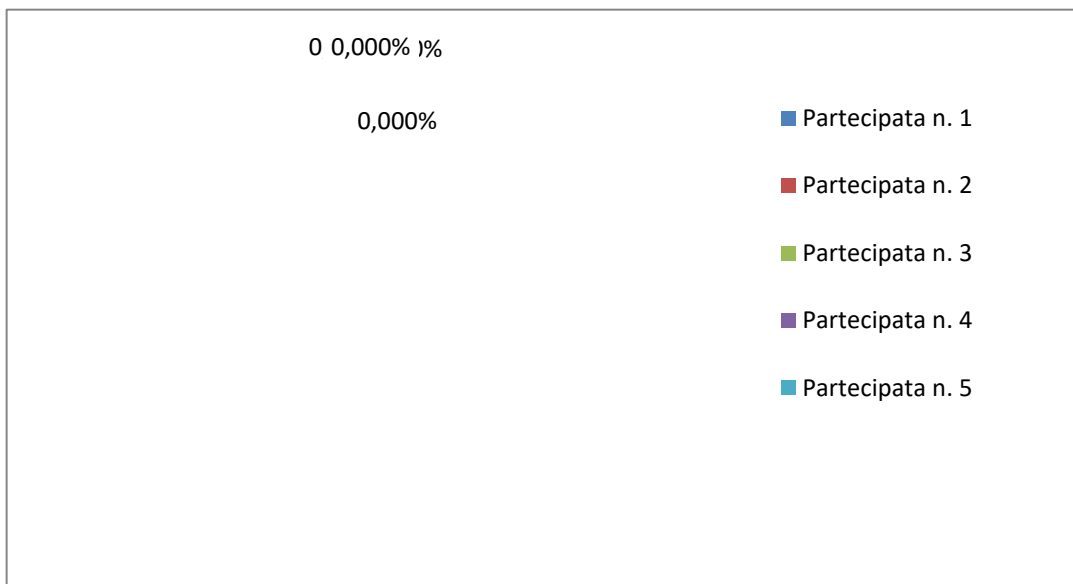 0,000%
0,000%
Partecipata n. 1
Partecipata n. 2
Partecipata n. 3
Partecipata n. 4
Partecipata n. 5